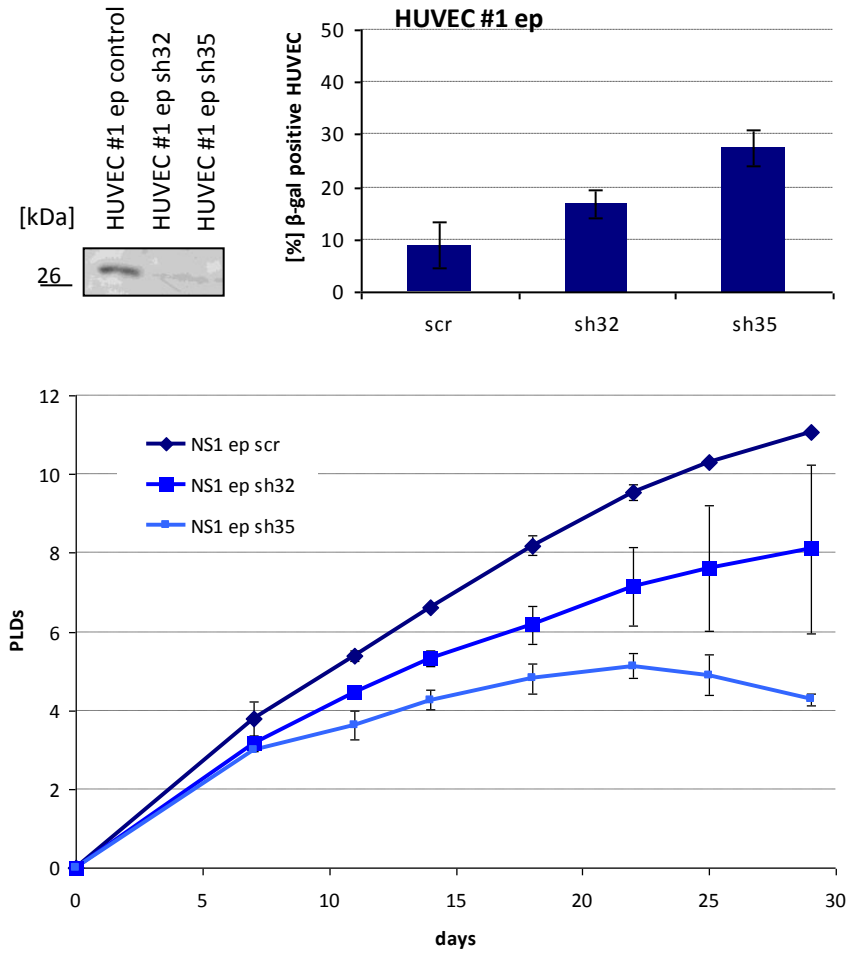 HUVEC #1 ep control
HUVEC #1 ep sh32
HUVEC #1 ep sh35
[kDa]
26
HUVEC #1 ep
[%] β-gal positive HUVEC
50
40
30
20
10
0
scr
sh32
sh35
PLDs
12
10
8
6
4
2
0
NS1 ep scr
NS1 ep sh32
NS1 ep sh35
0
5
10
15
20
25
30
days